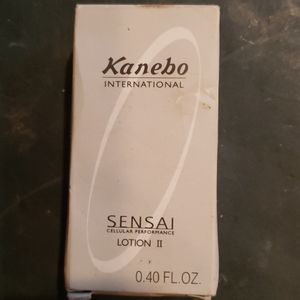 Kanebo
INTERNATIONAL
SENSAI
CELLULAR PERFORMANCE
LOTION II
0.40 FL.OZ.